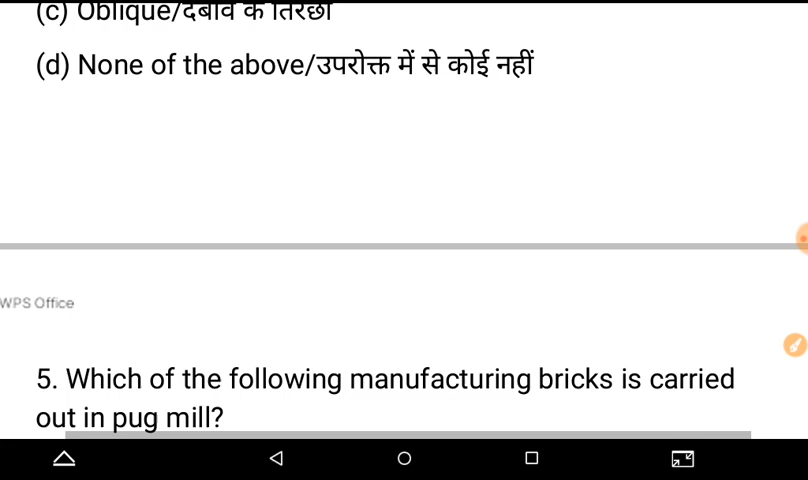 (c) Oblique/दबाव के तिरछा
(d) None of the above/उपरोक्त में से कोई नहीं
WPS Office
5. Which of the following manufacturing bricks is carried
out in pug mill?